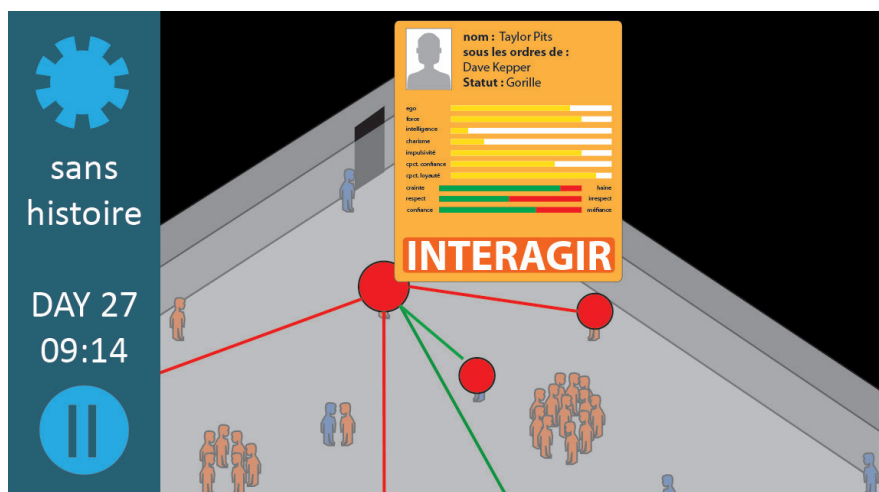 sans
histoire
DAY 27
09:14
nom : Taylor Pits
sous les ordres de :
Dave Kepper
Statut : Gorille
ego
force
intelligence
charisme
impulsivité
cpct. confiance
cpct. loyauté
crainte haine
respect irrespect
confiance méfiance
INTERAGIR